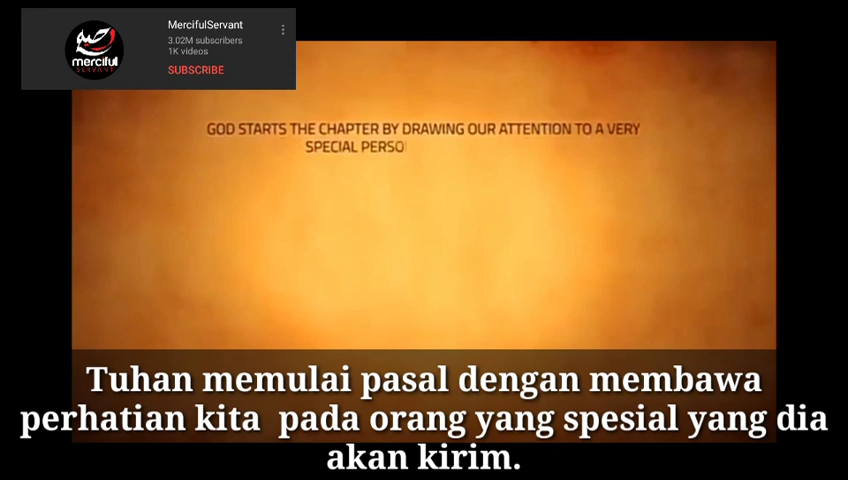 MercifulServant
3.02M subscribers
1K videos
SUBSCRIBE
merciful
SERVANT
GOD STARTS THE CHAPTER BY DRAWING OUR ATTENTION TO A VERY
SPECIAL PERSO
Tuhan memulai pasal dengan membawa
perhatian kita pada orang yang spesial yang dia
akan kirim.